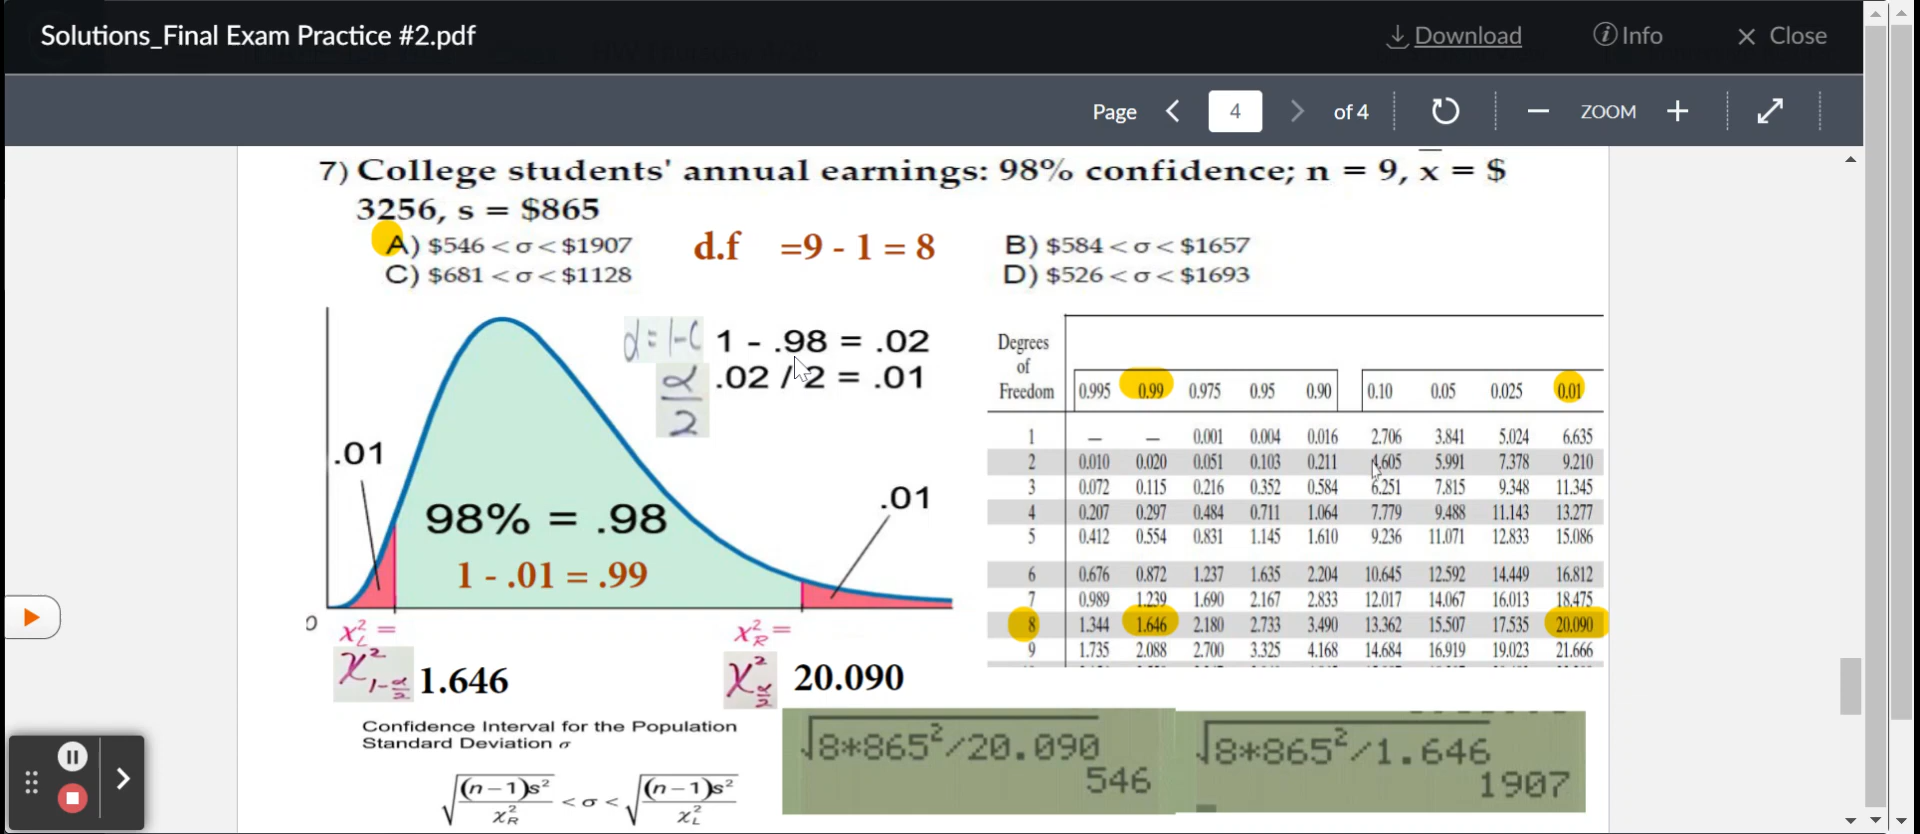 Solutions_Final Exam Practice #2.pdf
Download
Info
Close
Page 4 of 4
ZOOM
7) College students' annual earnings: 98% confidence; n = 9, x̄ = $
3256, s = $865
A) $546 < σ < $1907
d.f = 9 - 1 = 8
B) $584 < σ < $1657
C) $681 < σ < $1128
D) $526 < σ < $1693
α = 1 - C 1 - .98 = .02
α/2 .02 / 2 = .01
.01
98% = .98
1 - .01 = .99
.01
0
χ²L =
χ²1-α/2 1.646
χ²R =
χ²α/2 20.090
Degrees
of
Freedom 0.995 0.99 0.975 0.95 0.90 0.10 0.05 0.025 0.01
1 — — 0.001 0.004 0.016 2.706 3.841 5.024 6.635
2 0.010 0.020 0.051 0.103 0.211 4.605 5.991 7.378 9.210
3 0.072 0.115 0.216 0.352 0.584 6.251 7.815 9.348 11.345
4 0.207 0.297 0.484 0.711 1.064 7.779 9.488 11.143 13.277
5 0.412 0.554 0.831 1.145 1.610 9.236 11.071 12.833 15.086
6 0.676 0.872 1.237 1.635 2.204 10.645 12.592 14.449 16.812
7 0.989 1.239 1.690 2.167 2.833 12.017 14.067 16.013 18.475
8 1.344 1.646 2.180 2.733 3.490 13.362 15.507 17.535 20.090
9 1.735 2.088 2.700 3.325 4.168 14.684 16.919 19.023 21.666
Confidence Interval for the Population
Standard Deviation σ
√((n - 1)s²/χ²R) < σ < √((n - 1)s²/χ²L)
√8*865²/20.090
546
√8*865²/1.646
1907